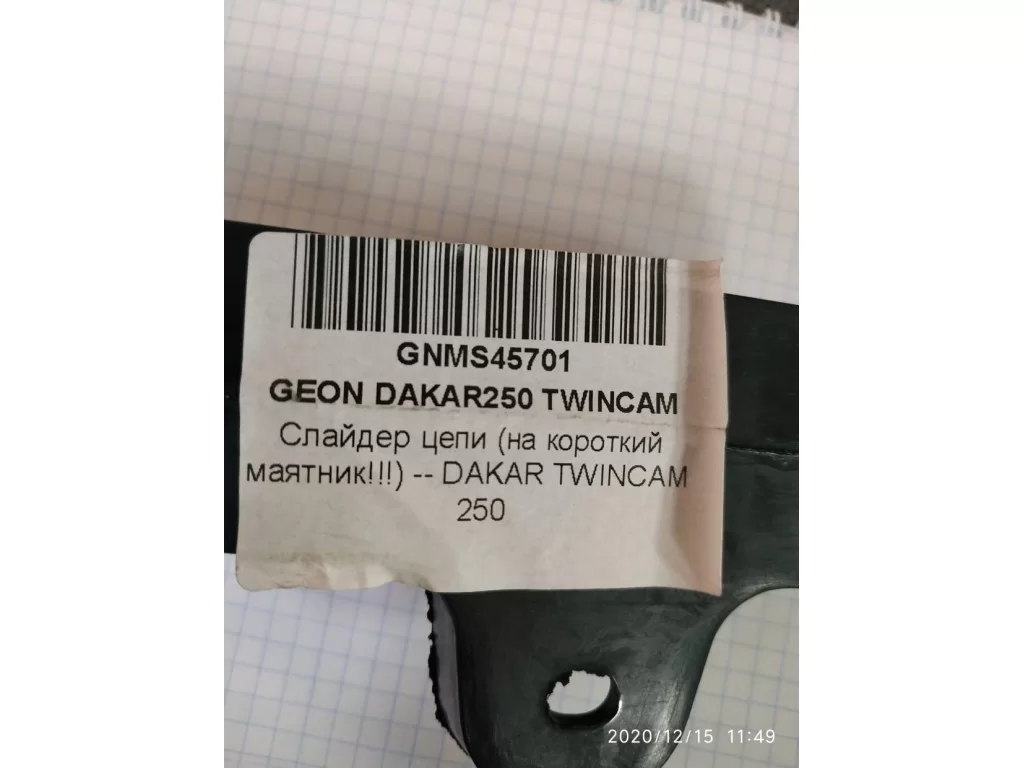 GNMS45701
GEON DAKAR250 TWINCAM
Слайдер цепи (на короткий
маятник!!!) -- DAKAR TWINCAM
250
2020/12/15 11:49